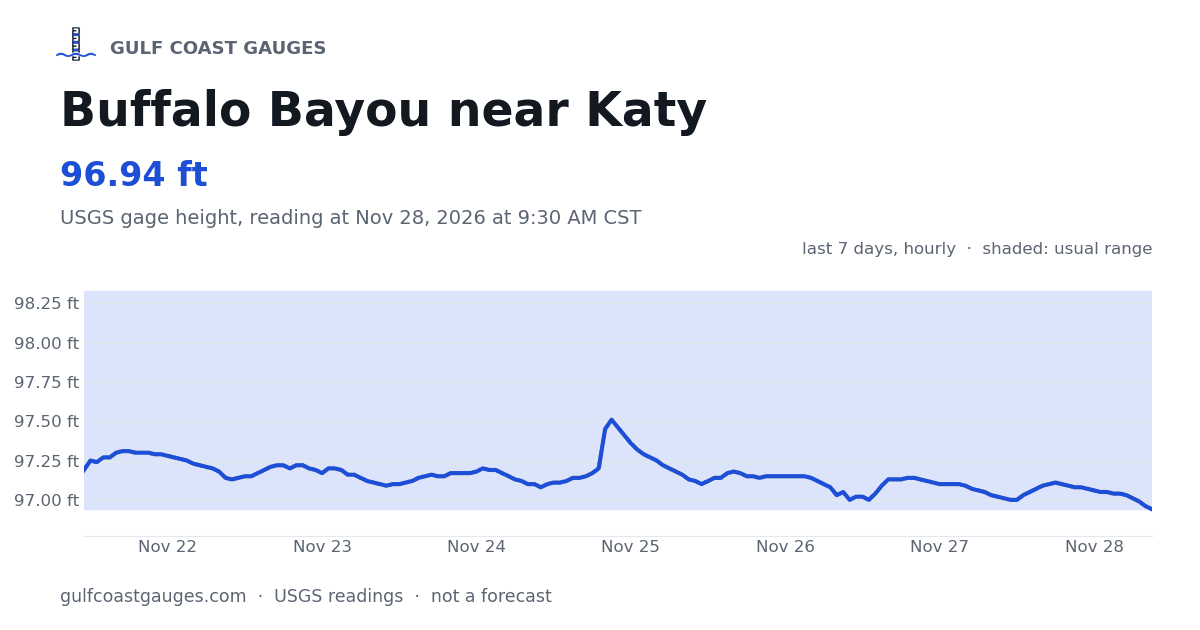 GULF COAST GAUGES
Buffalo Bayou near Katy
96.94 ft
USGS gage height, reading at Nov 28, 2026 at 9:30 AM CST
last 7 days, hourly · shaded: usual range
98.25 ft
98.00 ft
97.75 ft
97.50 ft
97.25 ft
97.00 ft
Nov 22 Nov 23 Nov 24 Nov 25 Nov 26 Nov 27 Nov 28
gulfcoastgauges.com · USGS readings · not a forecast